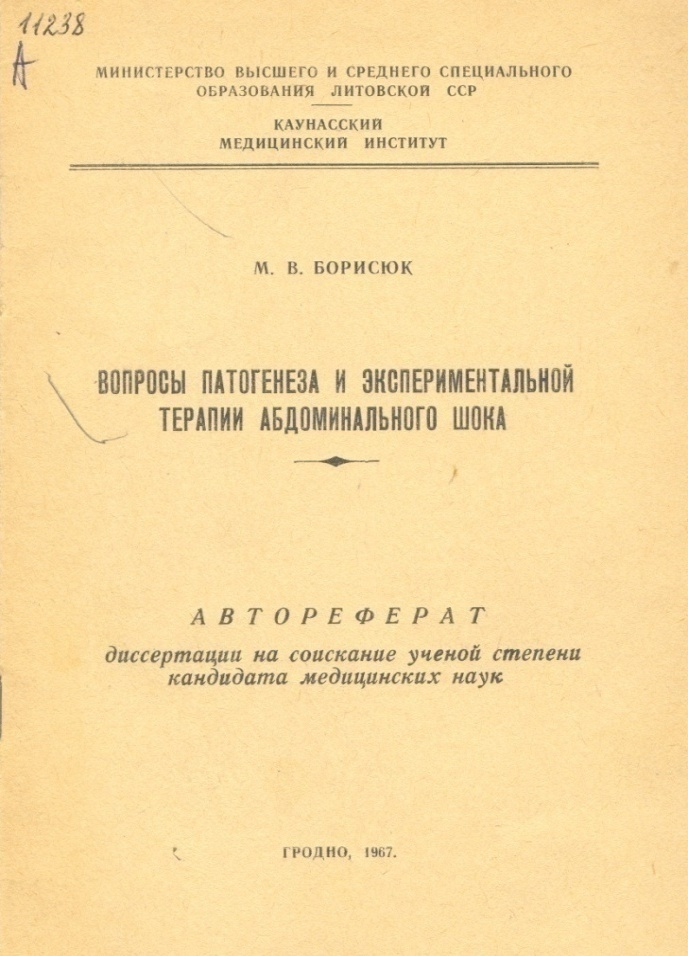 11238
А
МИНИСТЕРСТВО ВЫСШЕГО И СРЕДНЕГО СПЕЦИАЛЬНОГО
ОБРАЗОВАНИЯ ЛИТОВСКОЙ ССР
КАУНАССКИЙ
МЕДИЦИНСКИЙ ИНСТИТУТ
М. В. БОРИСЮК
ВОПРОСЫ ПАТОГЕНЕЗА И ЭКСПЕРИМЕНТАЛЬНОЙ
ТЕРАПИИ АБДОМИНАЛЬНОГО ШОКА
АВТОРЕФЕРАТ
диссертации на соискание ученой степени
кандидата медицинских наук
ГРОДНО, 1967.